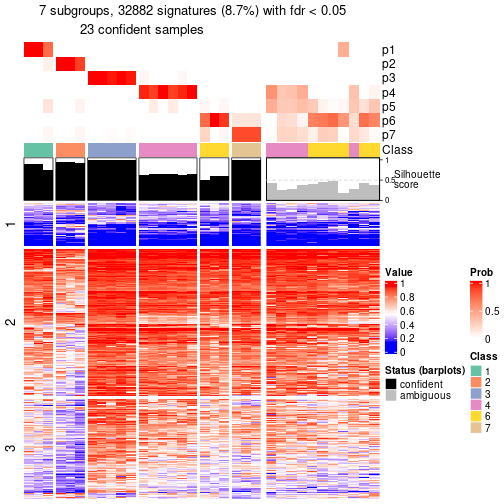 7 subgroups, 32882 signatures (8.7%) with fdr < 0.05
23 confident samples
p1
p2
p3
p4
p5
p6
p7
Class
1
0.5
0
Silhouette
score
1
2
3
Value
1
0.8
0.6
0.4
0.2
0
Prob
1
0.5
0
Status (barplots)
confident
ambiguous
Class
1
2
3
4
6
7